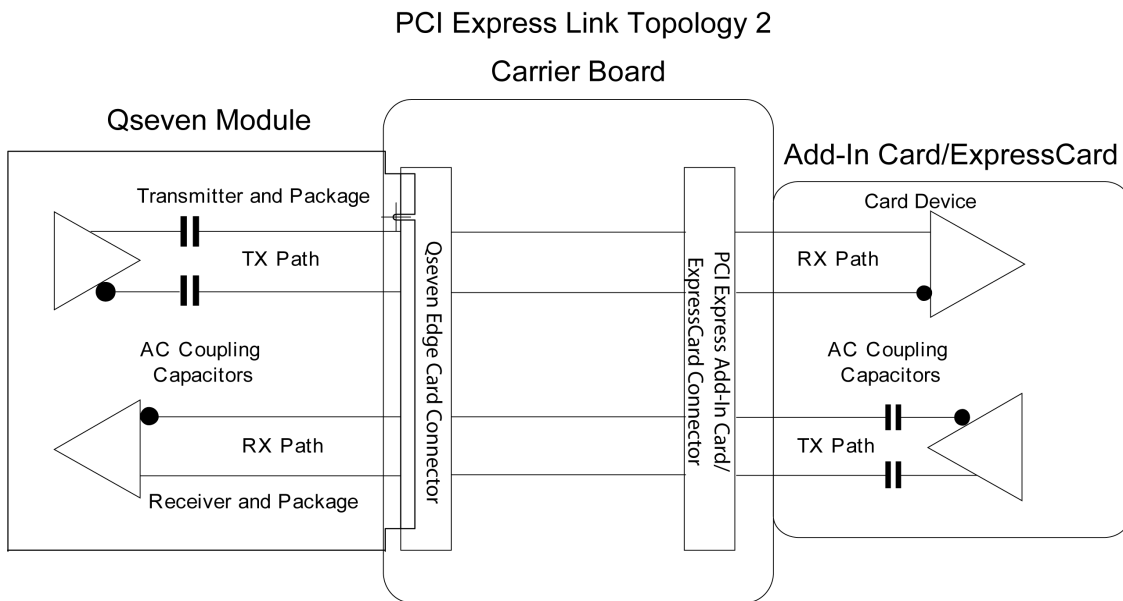 PCI Express Link Topology 2
Carrier Board
Qseven Module
Add-In Card/ExpressCard
Transmitter and Package
Card Device
TX Path
RX Path
Qseven Edge Card Connector
PCI Express Add-In Card/
ExpressCard Connector
AC Coupling
Capacitors
AC Coupling
Capacitors
RX Path
TX Path
Receiver and Package